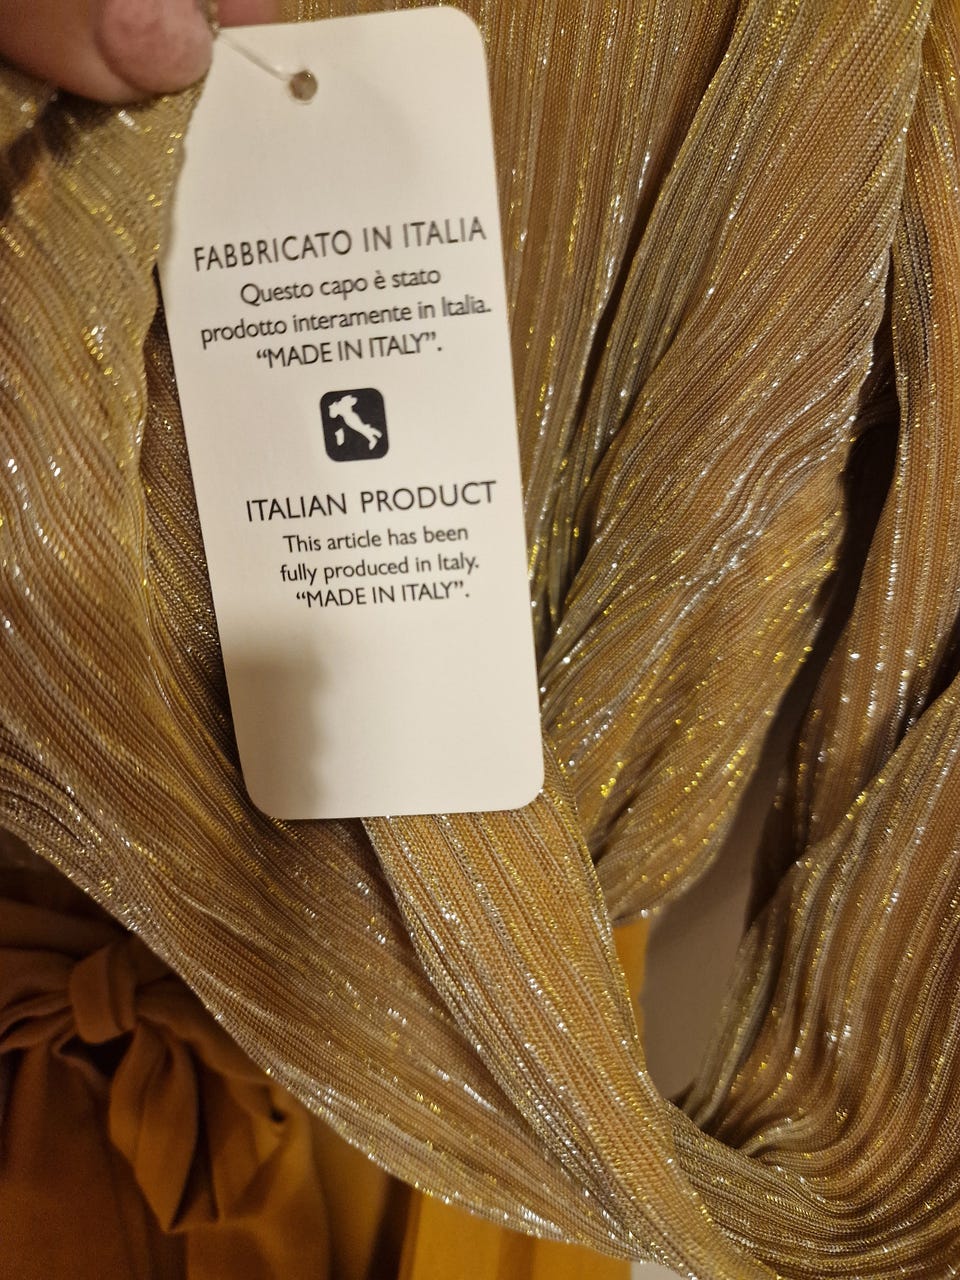 FABBRICATO IN ITALIA
Questo capo è stato
prodotto interamente in Italia.
“MADE IN ITALY”.
ITALIAN PRODUCT
This article has been
fully produced in Italy.
“MADE IN ITALY”.